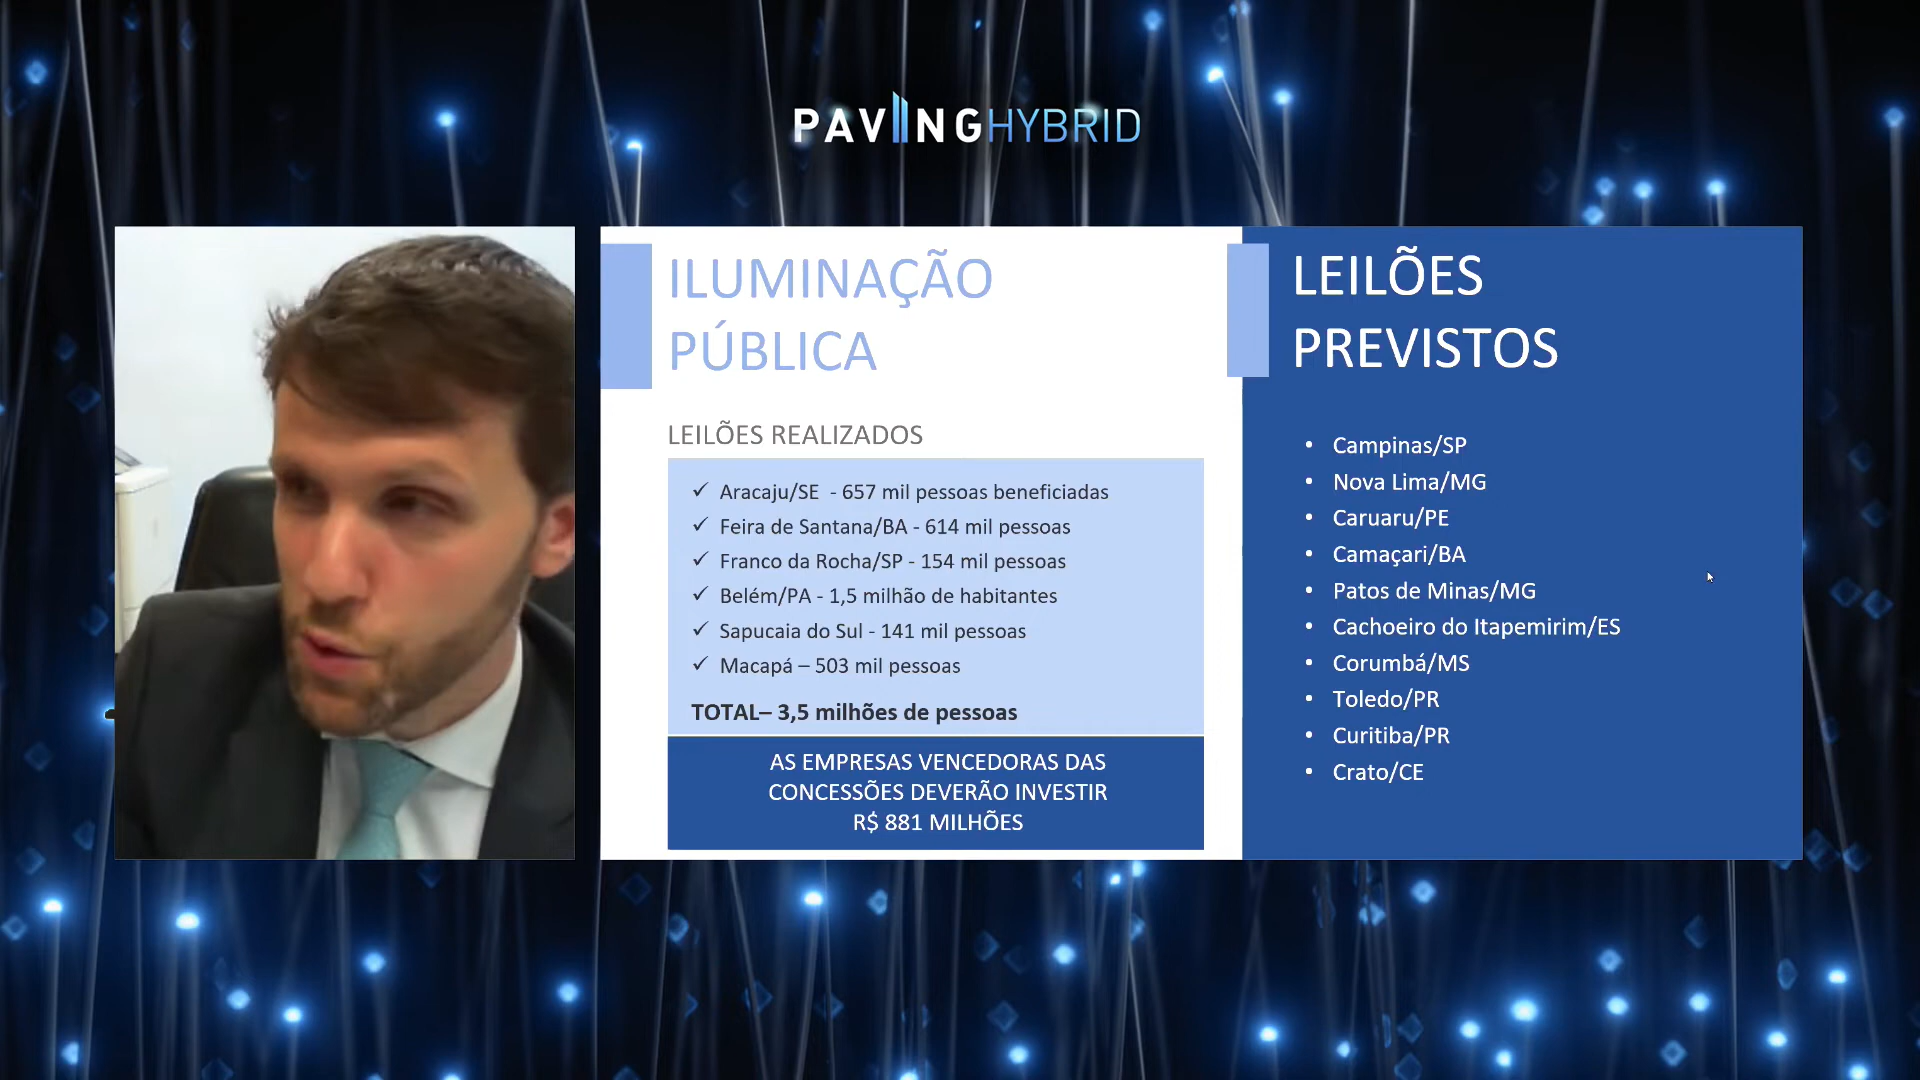 PAVING HYBRID
ILUMINAÇÃO
PÚBLICA
LEILÕES REALIZADOS
✓ Aracaju/SE - 657 mil pessoas beneficiadas
✓ Feira de Santana/BA - 614 mil pessoas
✓ Franco da Rocha/SP - 154 mil pessoas
✓ Belém/PA - 1,5 milhão de habitantes
✓ Sapucaia do Sul - 141 mil pessoas
✓ Macapá – 503 mil pessoas
TOTAL– 3,5 milhões de pessoas
AS EMPRESAS VENCEDORAS DAS
CONCESSÕES DEVERÃO INVESTIR
R$ 881 MILHÕES
LEILÕES
PREVISTOS
• Campinas/SP
• Nova Lima/MG
• Caruaru/PE
• Camaçari/BA
• Patos de Minas/MG
• Cachoeiro do Itapemirim/ES
• Corumbá/MS
• Toledo/PR
• Curitiba/PR
• Crato/CE